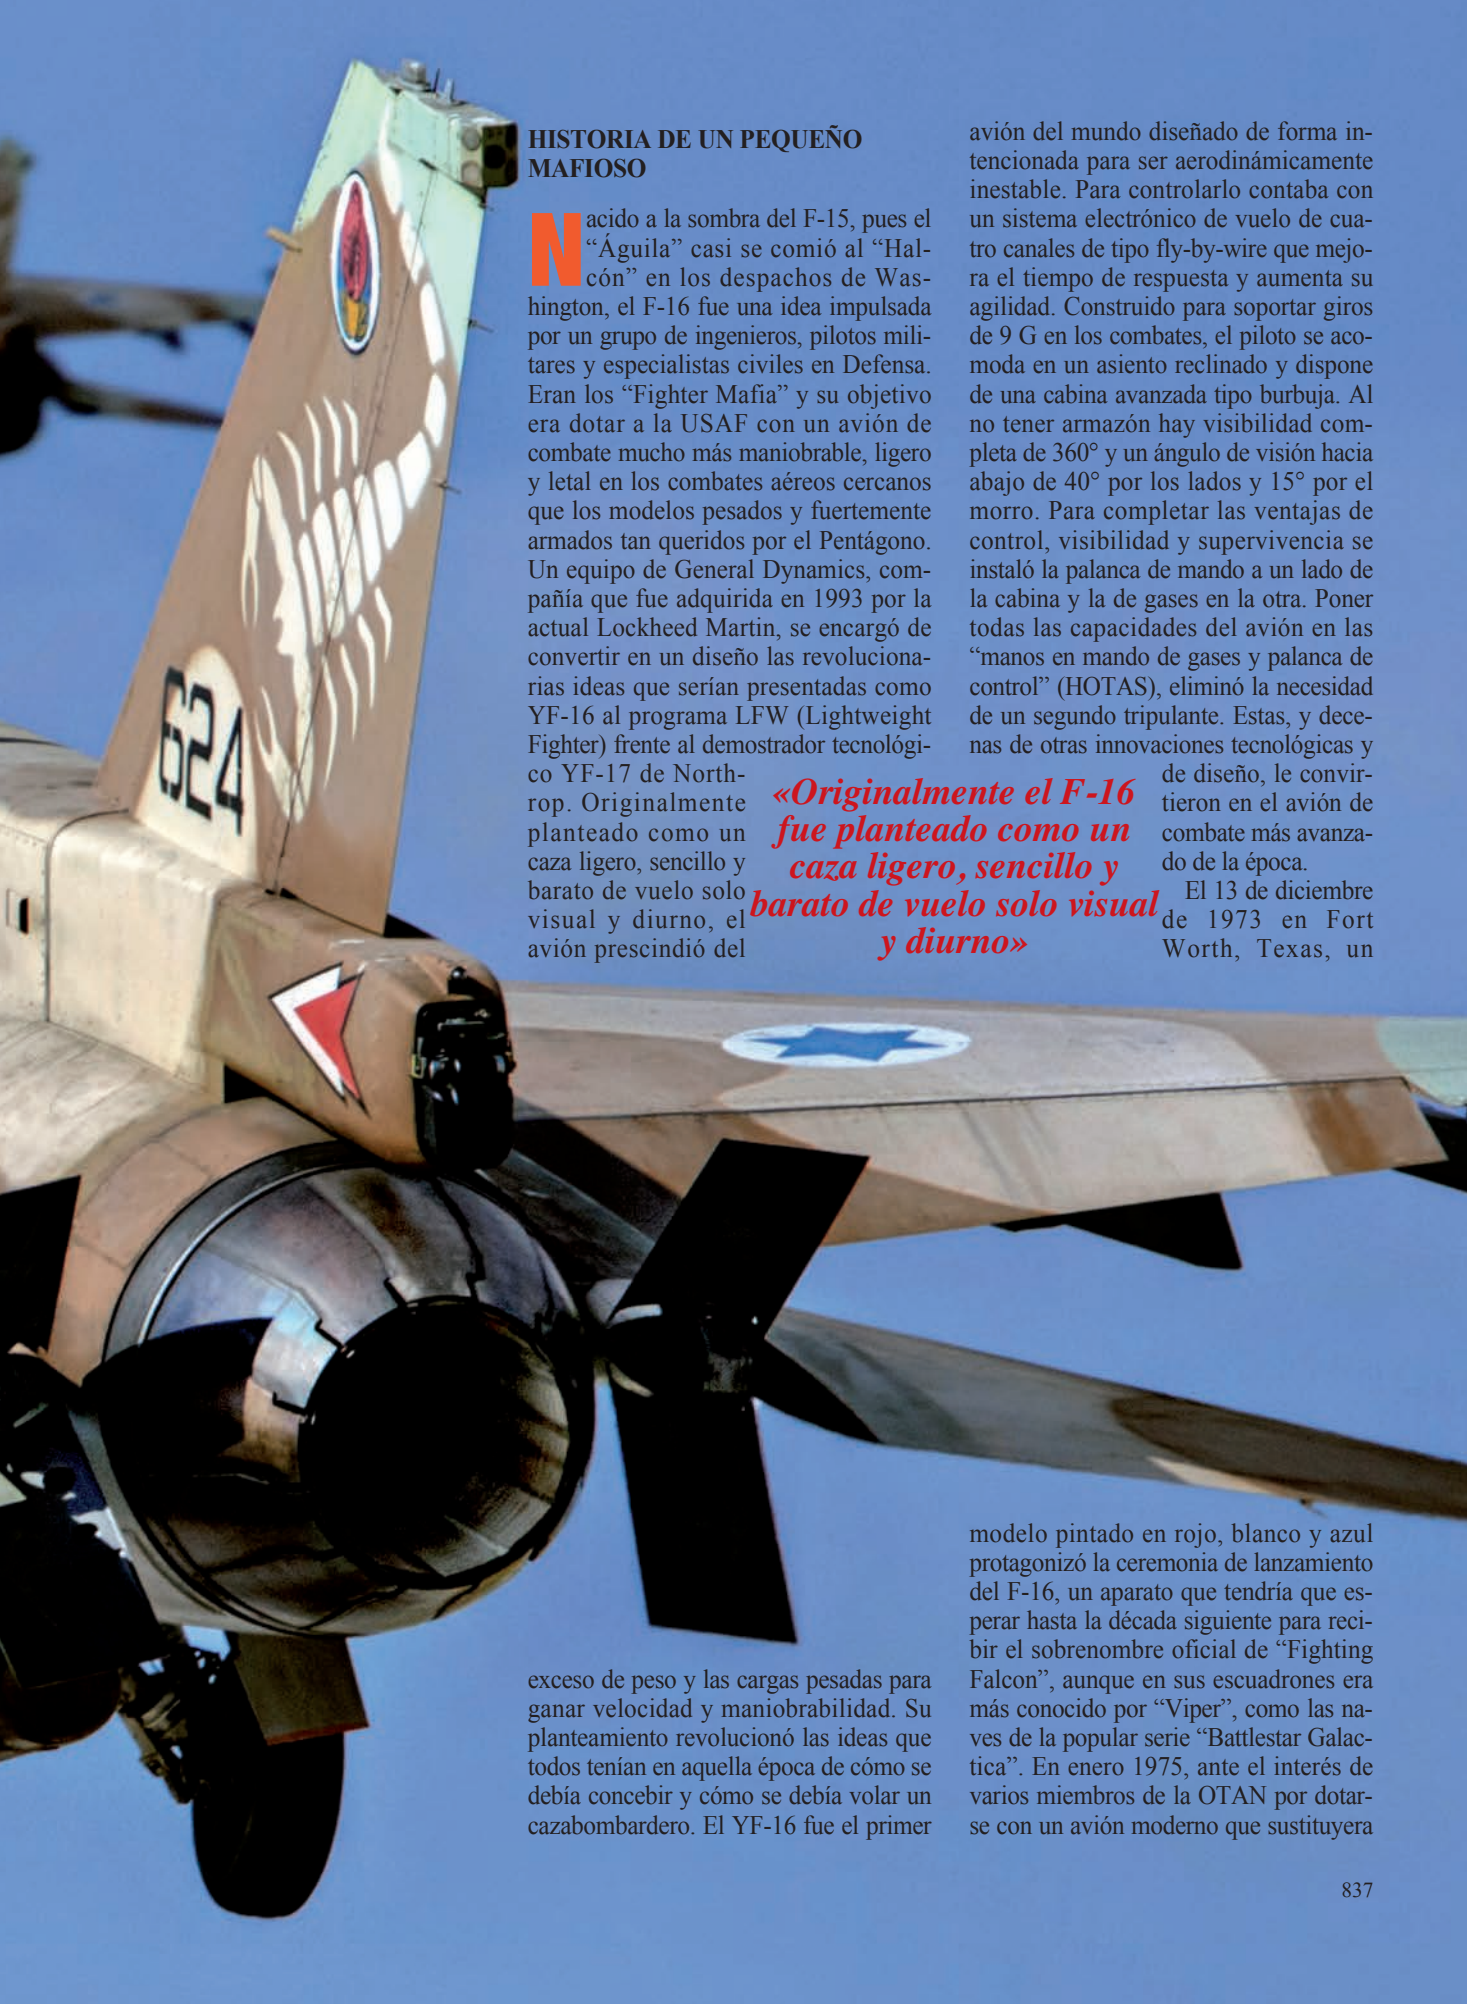 HISTORIA DE UN PEQUEÑO
MAFIOSO
Nacido a la sombra del F-15, pues el
“Águila” casi se comió al “Hal-
cón” en los despachos de Was-
hington, el F-16 fue una idea impulsada
por un grupo de ingenieros, pilotos mili-
tares y especialistas civiles en Defensa.
Eran los “Fighter Mafia” y su objetivo
era dotar a la USAF con un avión de
combate mucho más maniobrable, ligero
y letal en los combates aéreos cercanos
que los modelos pesados y fuertemente
armados tan queridos por el Pentágono.
Un equipo de General Dynamics, com-
pañía que fue adquirida en 1993 por la
actual Lockheed Martin, se encargó de
convertir en un diseño las revoluciona-
rias ideas que serían presentadas como
YF-16 al programa LFW (Lightweight
Fighter) frente al demostrador tecnológi-
co YF-17 de North-
rop. Originalmente
planteado como un
caza ligero, sencillo y
barato de vuelo solo
visual y diurno, el
avión prescindió del
exceso de peso y las cargas pesadas para
ganar velocidad y maniobrabilidad. Su
planteamiento revolucionó las ideas que
todos tenían en aquella época de cómo se
debía concebir y cómo se debía volar un
cazabombardero. El YF-16 fue el primer
avión del mundo diseñado de forma in-
tencionada para ser aerodinámicamente
inestable. Para controlarlo contaba con
un sistema electrónico de vuelo de cua-
tro canales de tipo fly-by-wire que mejo-
ra el tiempo de respuesta y aumenta su
agilidad. Construido para soportar giros
de 9 G en los combates, el piloto se aco-
moda en un asiento reclinado y dispone
de una cabina avanzada tipo burbuja. Al
no tener armazón hay visibilidad com-
pleta de 360° y un ángulo de visión hacia
abajo de 40° por los lados y 15° por el
morro. Para completar las ventajas de
control, visibilidad y supervivencia se
instaló la palanca de mando a un lado de
la cabina y la de gases en la otra. Poner
todas las capacidades del avión en las
“manos en mando de gases y palanca de
control” (HOTAS), eliminó la necesidad
de un segundo tripulante. Estas, y dece-
nas de otras innovaciones tecnológicas y
de diseño, le convir-
tieron en el avión de
combate más avanza-
do de la época.
El 13 de diciembre
de 1973 en Fort
Worth, Texas, un
modelo pintado en rojo, blanco y azul
protagonizó la ceremonia de lanzamiento
del F-16, un aparato que tendría que es-
perar hasta la década siguiente para reci-
bir el sobrenombre oficial de “Fighting
Falcon”, aunque en sus escuadrones era
más conocido por “Viper”, como las na-
ves de la popular serie “Battlestar Galac-
tica”. En enero 1975, ante el interés de
varios miembros de la OTAN por dotar-
se con un avión moderno que sustituyera
«Originalmente el F-16
fue planteado como un
caza ligero, sencillo y
barato de vuelo solo visual
y diurno»
624
837